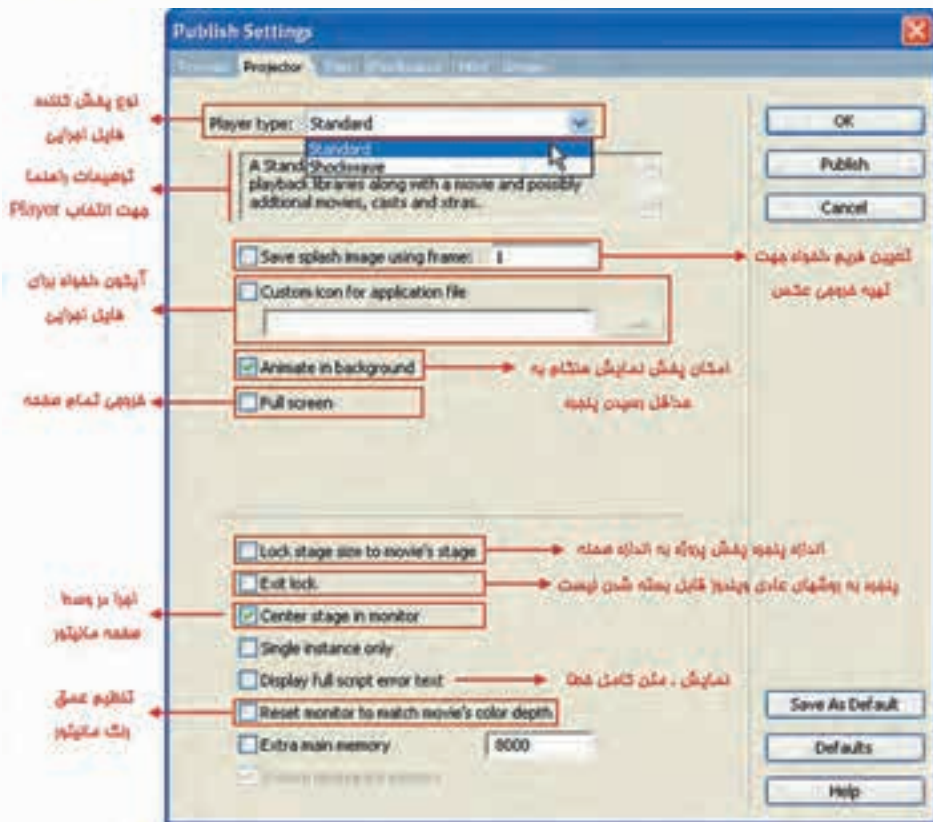 Publish Settings
Projector
نوع پخش کننده
فایل اجرایی
Player type: Standard
Standard
Shockwave
OK
توضیحات راهنما
جهت انتخاب Player
A Stand
playback libraries along with a movie and possibly
additional movies, casts and xtras.
Publish
Cancel
Save splash image using frame: 1
تعیین فریم دلخواه جهت
تهیه خروجی عکس
آیکون دلخواه برای
فایل اجرایی
Custom icon for application file
Animate in background
امکان پخش نمایش هنگام به
حداقل رسیدن پنجره
Full screen
خروجی تمام صفحه
Lock stage size to movie's stage
اندازه پنجره پخش پروژه به اندازه صحنه
Exit lock
پنجره به روشهای عادی ویندوز قابل بسته شدن نیست
Center stage in monitor
اجرا در وسط
صفحه مانیتور
Single instance only
Display full script error text
نمایش متن کامل خطا
تنظیم عمق
رنگ مانیتور
Reset monitor to match movie's color depth
Extra main memory 8000
Save As Default
Defaults
Help